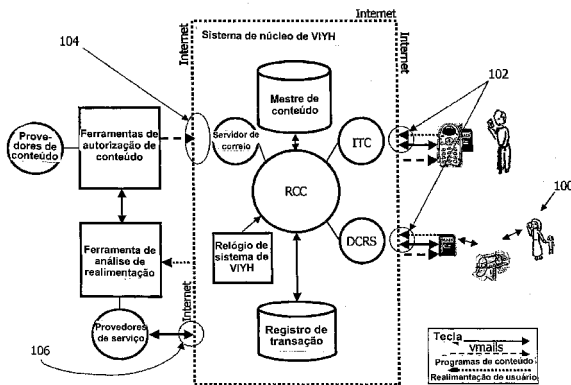 Internet
104
Internet
Sistema de núcleo de VIYH
Internet
102
Mestre de
conteúdo
Prove-
dores de
conteúdo
Ferramentas de
autorização de
conteúdo
Servidor de
correio
ITC
RCC
100
Ferramenta de
análise de
realimentação
Relógio de
sistema de
VIYH
DCRS
Provedores
de serviço
Internet
Registro de
transação
106
Tecla
vmails
Programas de conteúdo
Realimentação de usuário